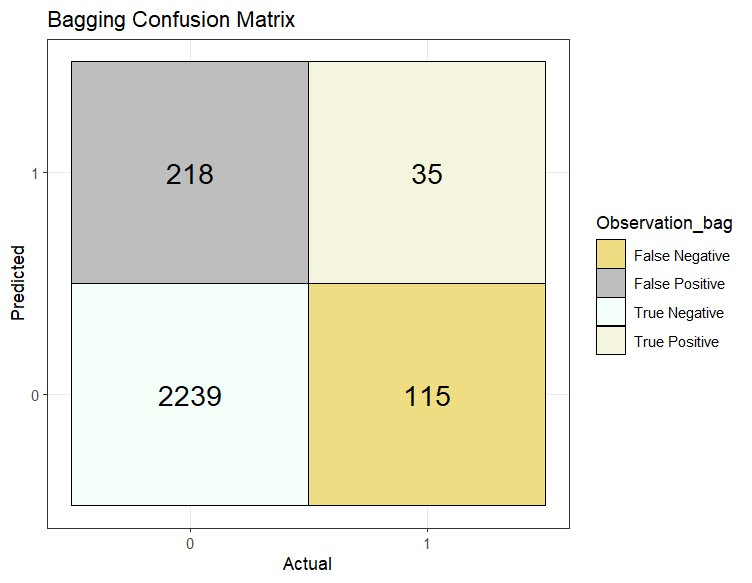 Bagging Confusion Matrix
Predicted
1
0
218
35
2239
115
0
1
Actual
Observation_bag
False Negative
False Positive
True Negative
True Positive